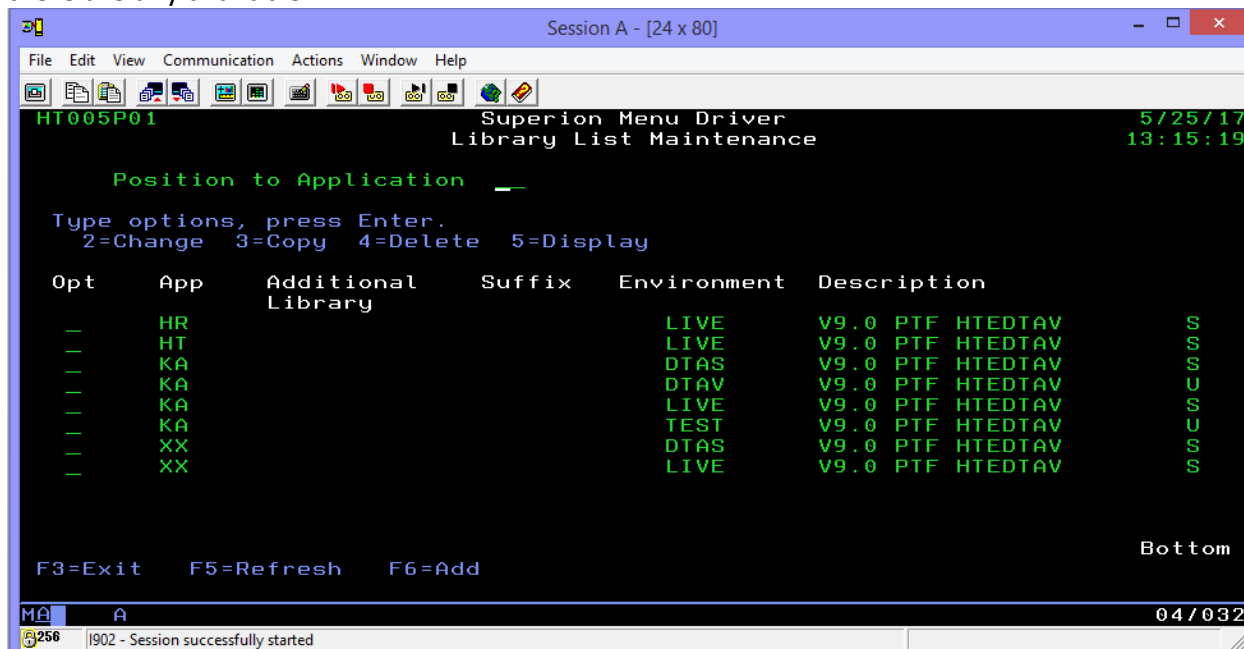 Session A - [24 x 80]
File Edit View Communication Actions Window Help
HT005P01 Superion Menu Driver 5/25/17
Library List Maintenance 13:15:19
Position to Application __
Type options, press Enter.
2=Change 3=Copy 4=Delete 5=Display
Opt App Additional Suffix Environment Description
Library
_ HR LIVE V9.0 PTF HTEDTAV S
_ HT LIVE V9.0 PTF HTEDTAV S
_ KA DTAS V9.0 PTF HTEDTAV S
_ KA DTAV V9.0 PTF HTEDTAV U
_ KA LIVE V9.0 PTF HTEDTAV S
_ KA TEST V9.0 PTF HTEDTAV U
_ XX DTAS V9.0 PTF HTEDTAV S
_ XX LIVE V9.0 PTF HTEDTAV S
Bottom
F3=Exit F5=Refresh F6=Add
MA A 04/032
256 I902 - Session successfully started